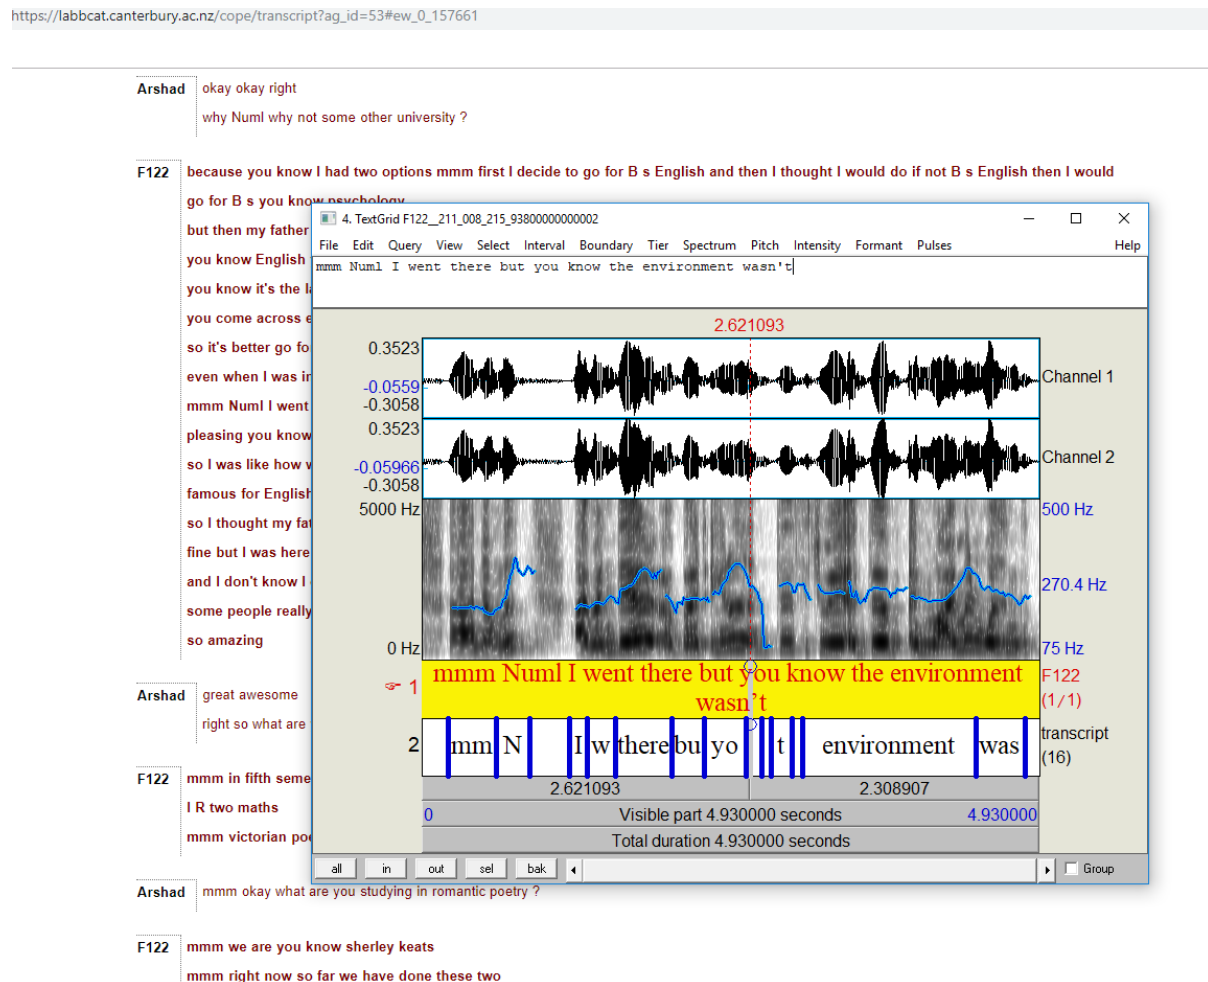 https://labbcat.canterbury.ac.nz/cope/transcript?ag_id=53#ew_0_157661
Arshad okay okay right
why Numl why not some other university ?
F122 because you know I had two options mmm first I decide to go for B s English and then I thought I would do if not B s English then I would
go for B s you know psychology
but then my father
you know English
you know it's the
you come across
so it's better go
even when I was
mmm Numl I went
pleasing you know
so I was like how
famous for English
so I thought my
fine but I was here
and I don't know I
some people really
so amazing
Arshad great awesome
right so what are
F122 mmm in fifth
I R two maths
mmm victorian
Arshad mmm okay what are you studying in romantic poetry ?
F122 mmm we are you know sherley keats
mmm right now so far we have done these two
4. TextGrid F122__211_008_215_93800000000002
File Edit Query View Select Interval Boundary Tier Spectrum Pitch Intensity Formant Pulses Help
mmm Numl I went there but you know the environment wasn't
2.621093
0.3523
-0.0559
-0.3058
Channel 1
0.3523
-0.05966
-0.3058
Channel 2
5000 Hz
0 Hz
500 Hz
270.4 Hz
75 Hz
1 mmm Numl I went there but you know the environment
wasn't
F122
(1/1)
2 mm N I w there bu yo t environment was
transcript
(16)
2.621093 2.308907
0 Visible part 4.930000 seconds 4.930000
Total duration 4.930000 seconds
all in out sel bak Group